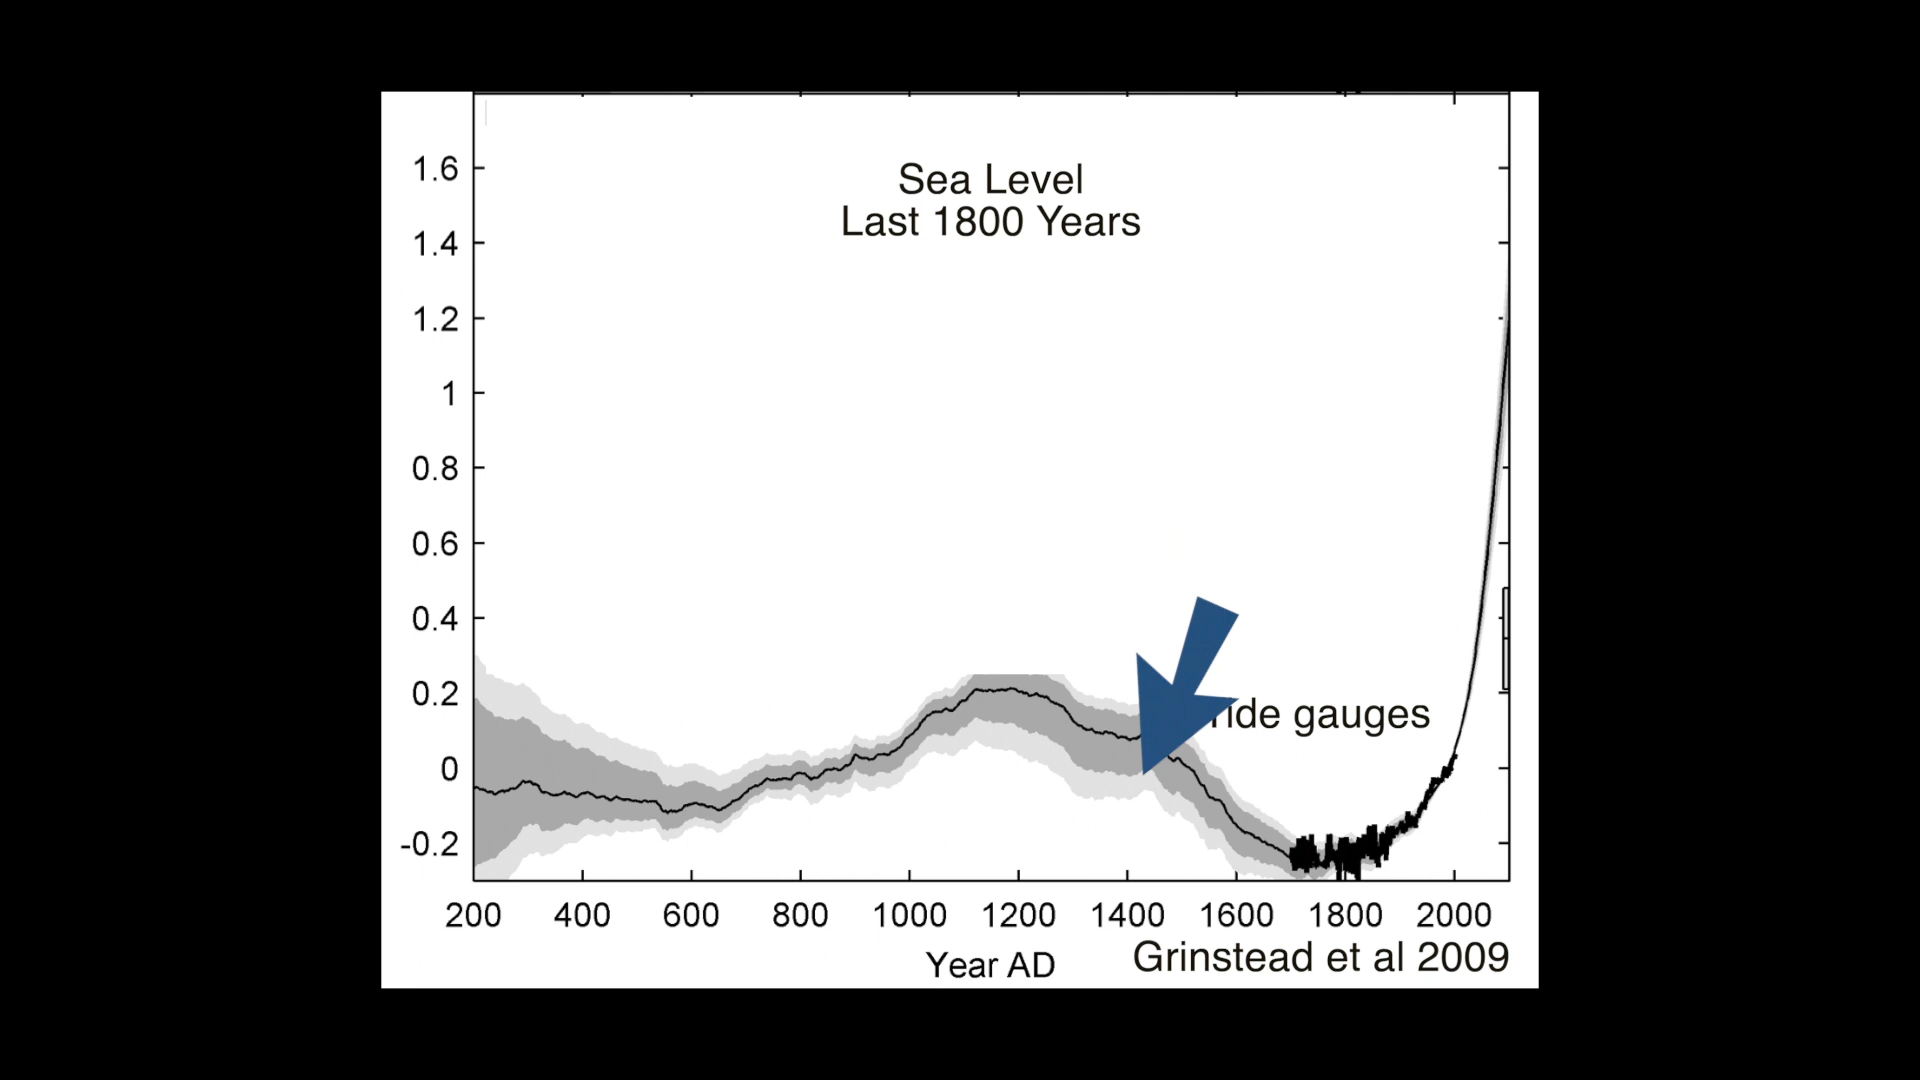 Sea Level
Last 1800 Years
1.6
1.4
1.2
1
0.8
0.6
0.4
0.2
0
-0.2
gauges
200 400 600 800 1000 1200 1400 1600 1800 2000
Year AD
Grinstead et al 2009